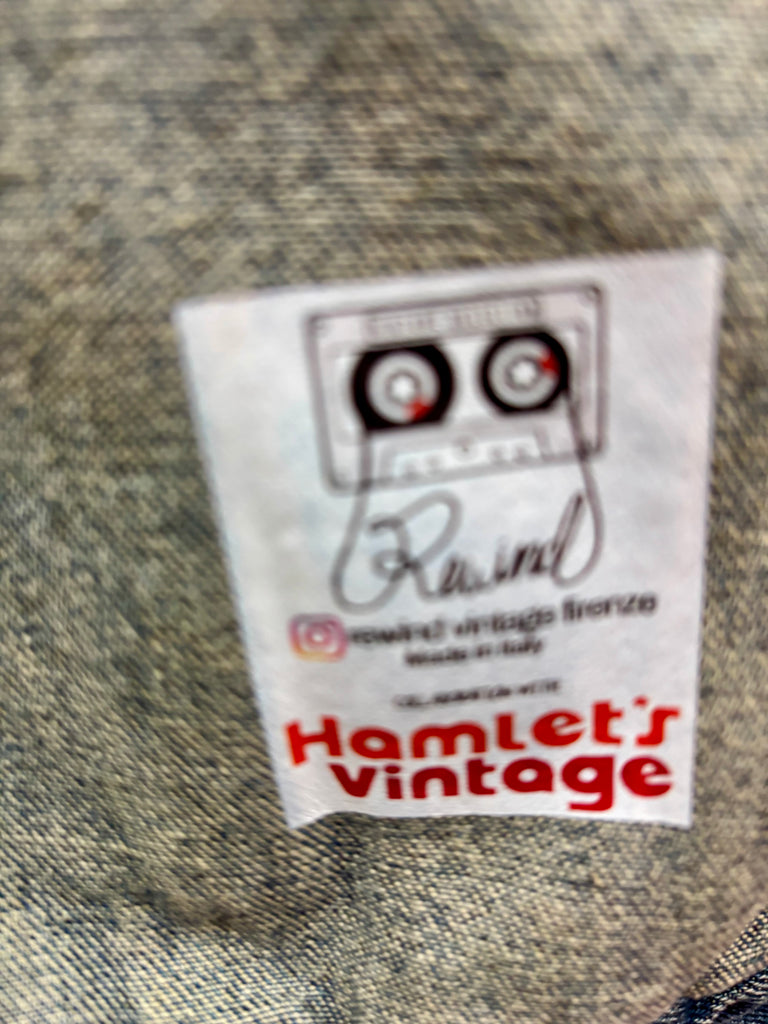 Rewind
rewind vintage firenze
Made in Italy
Hamlet's
vintage